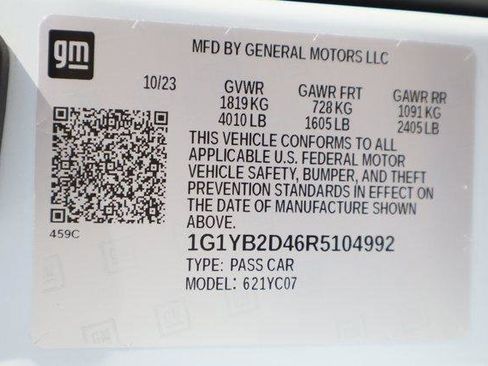 gm
MFD BY GENERAL MOTORS LLC
10/23
GVWR GAWR FRT GAWR RR
1819 KG 728 KG 1091 KG
4010 LB 1605 LB 2405 LB
THIS VEHICLE CONFORMS TO ALL
APPLICABLE U.S. FEDERAL MOTOR
VEHICLE SAFETY, BUMPER, AND THEFT
PREVENTION STANDARDS IN EFFECT ON
THE DATE OF MANUFACTURE SHOWN
ABOVE.
459C
1G1YB2D46R5104992
TYPE: PASS CAR
MODEL: 621YC07